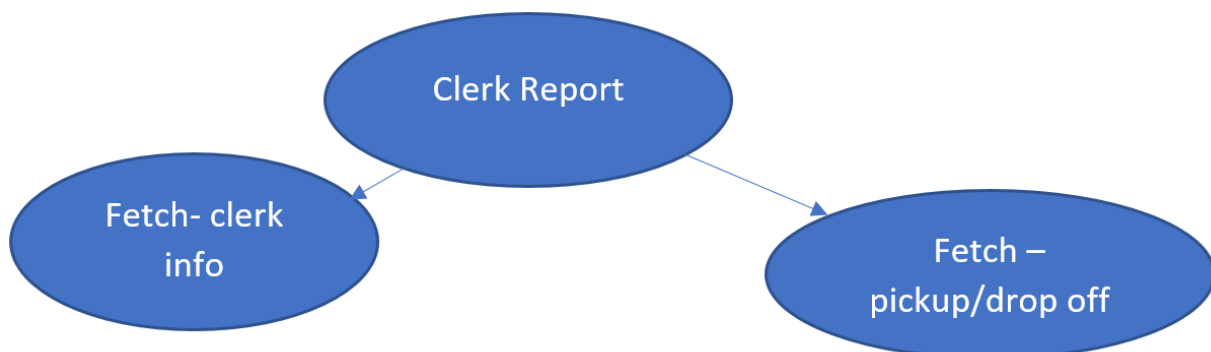 Clerk Report
Fetch- clerk
info
Fetch –
pickup/drop off